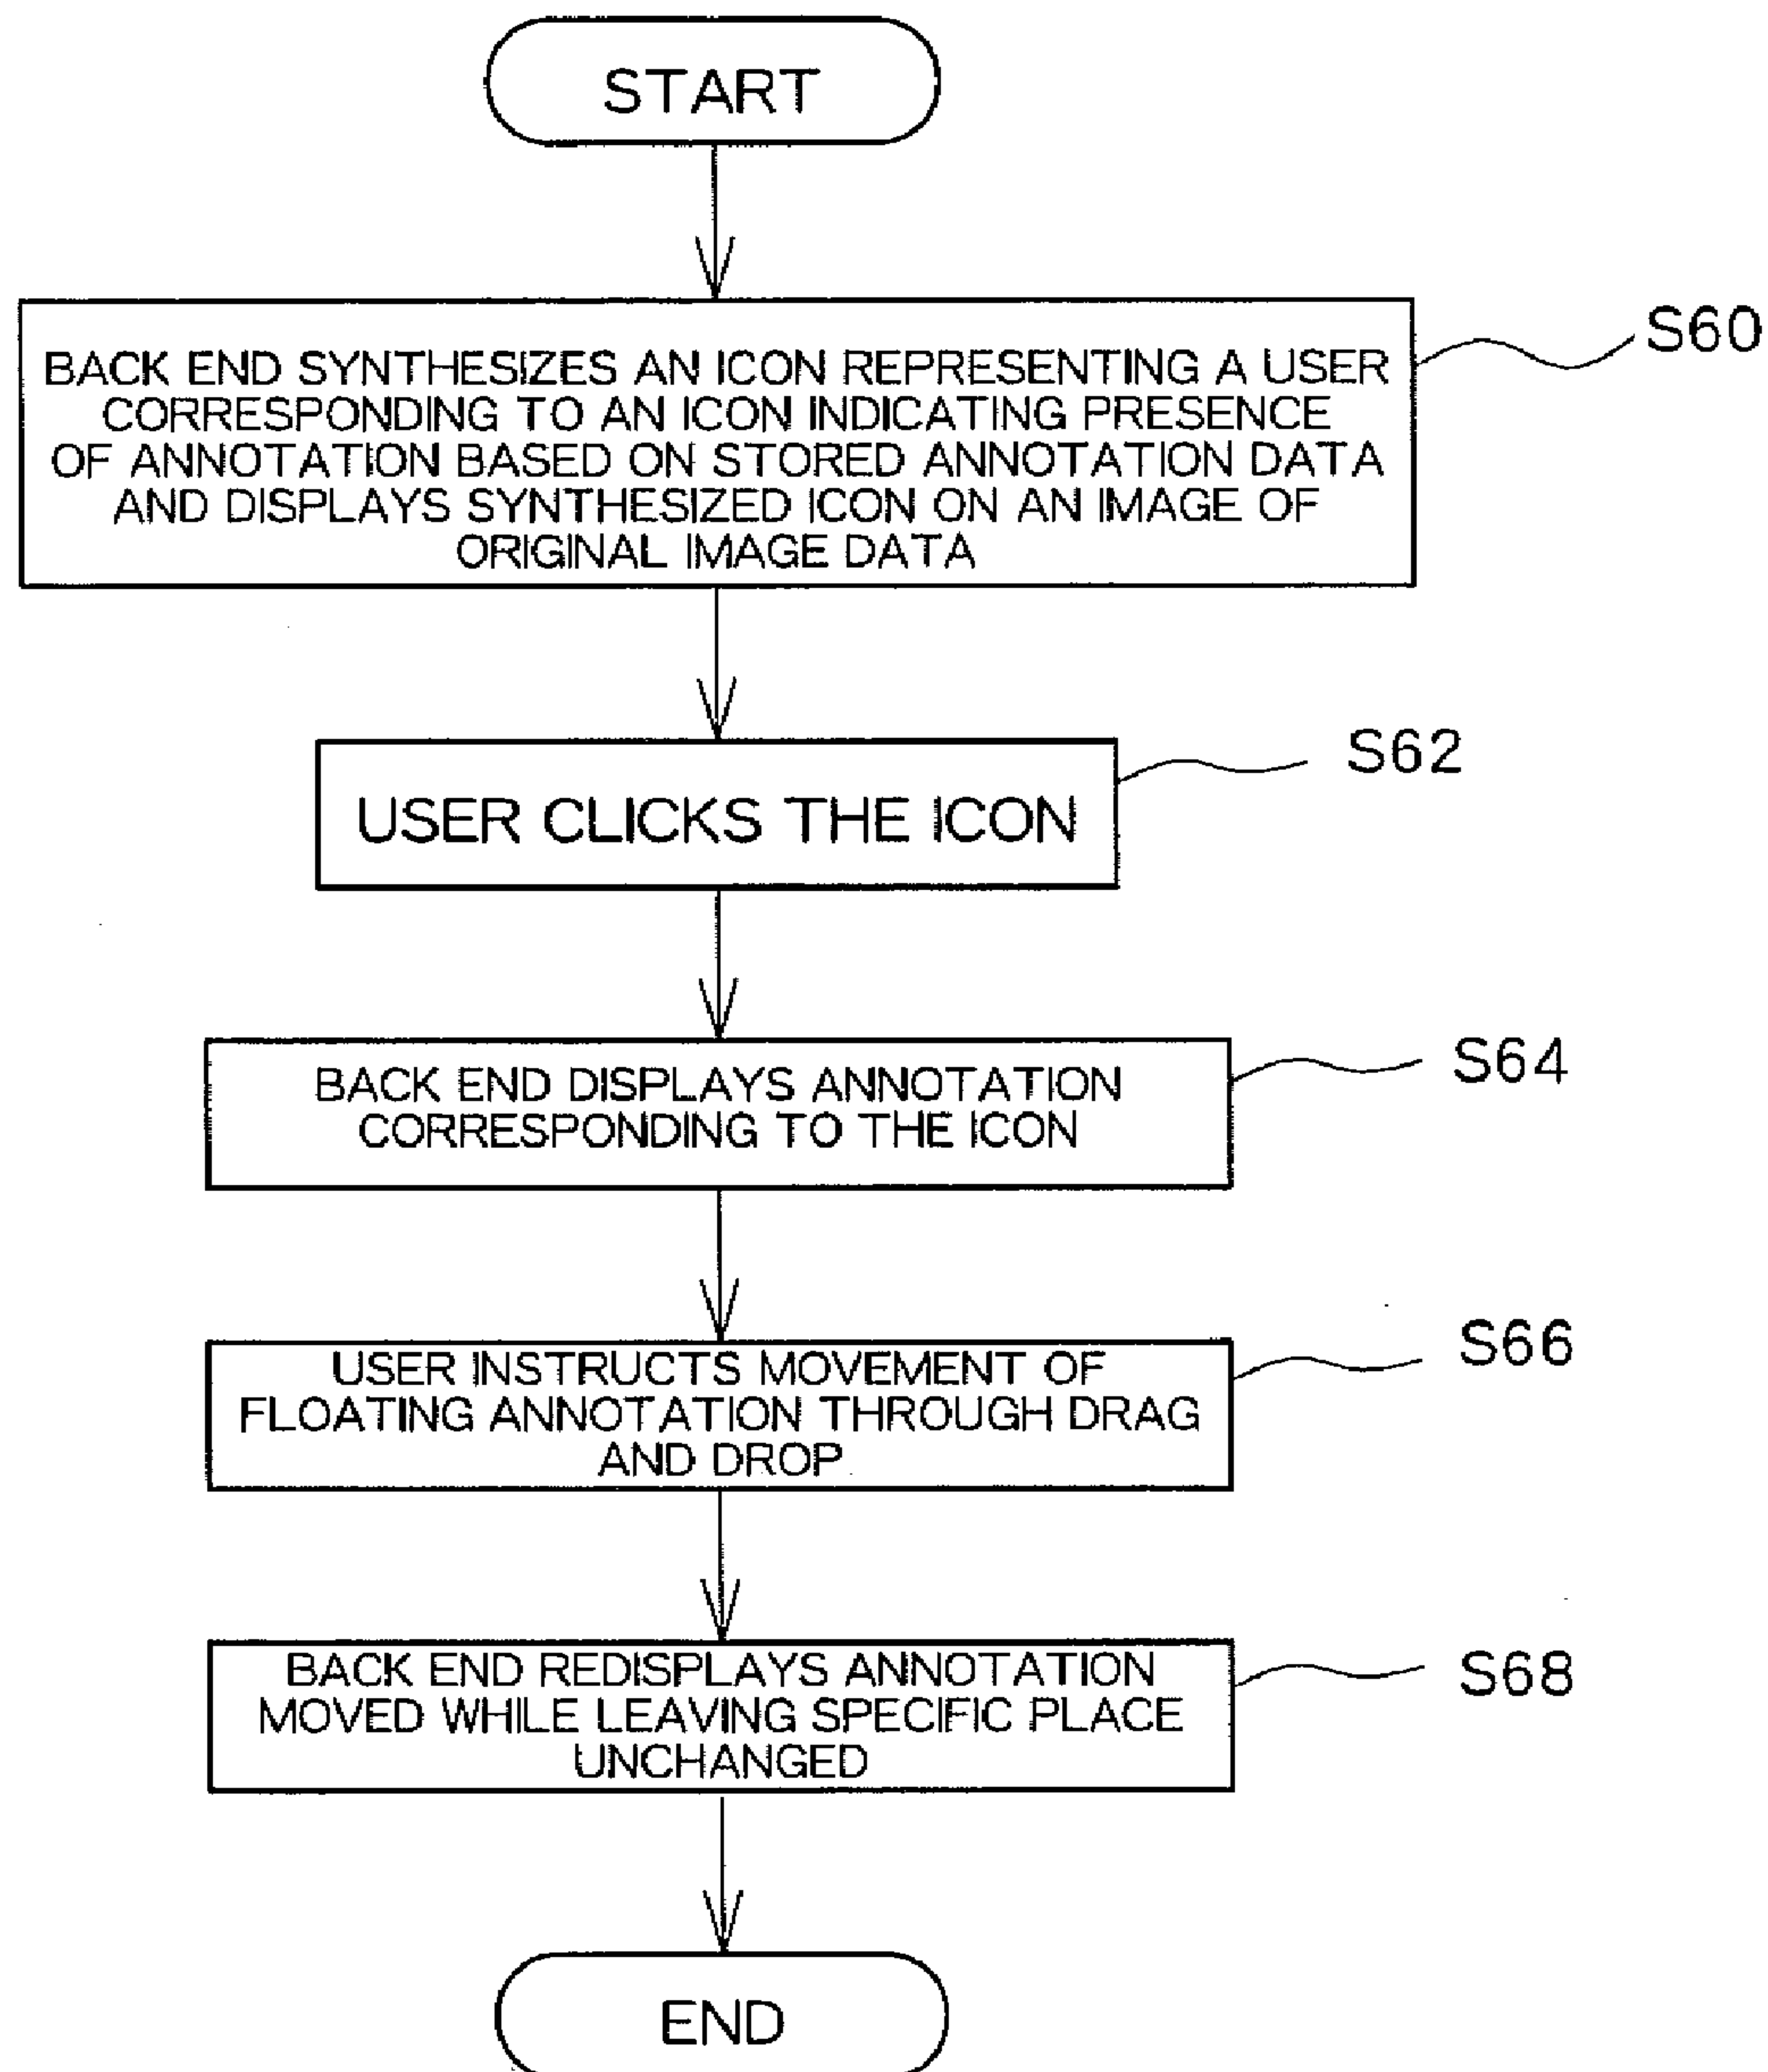 START
S60
BACK END SYNTHESIZES AN ICON REPRESENTING A USER
CORRESPONDING TO AN ICON INDICATING PRESENCE
OF ANNOTATION BASED ON STORED ANNOTATION DATA
AND DISPLAYS SYNTHESIZED ICON ON AN IMAGE OF
ORIGINAL IMAGE DATA
S62
USER CLICKS THE ICON
S64
BACK END DISPLAYS ANNOTATION
CORRESPONDING TO THE ICON
S66
USER INSTRUCTS MOVEMENT OF
FLOATING ANNOTATION THROUGH DRAG
AND DROP
S68
BACK END REDISPLAYS ANNOTATION
MOVED WHILE LEAVING SPECIFIC PLACE
UNCHANGED
END